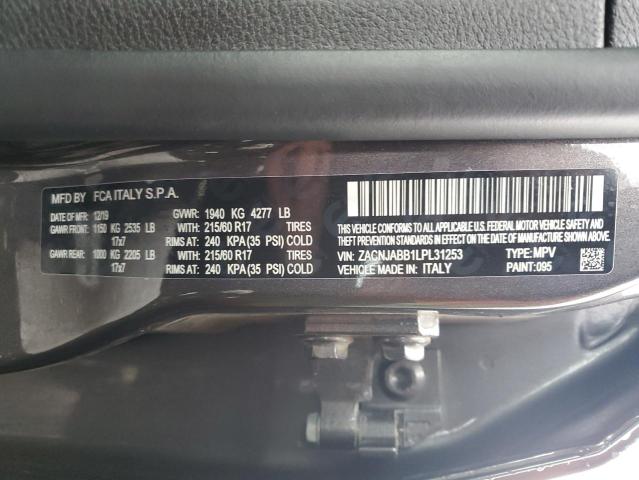 MFD BY FCA ITALY S.P.A.
DATE OF MFR: 12/19 GVWR: 1940 KG 4277 LB
GAWR FRONT: 1150 KG 2535 LB WITH: 215/60 R17 TIRES
17x7 RIMS AT: 240 KPA(35 PSI) COLD
GAWR REAR: 1000 KG 2205 LB WITH: 215/60 R17 TIRES
17x7 RIMS AT: 240 KPA(35 PSI) COLD
THIS VEHICLE CONFORMS TO ALL APPLICABLE U.S.
FEDERAL MOTOR VEHICLE SAFETY, BUMPER, AND
THEFT PREVENTION STANDARDS IN EFFECT ON THE
DATE OF MANUFACTURE SHOWN ABOVE.
VIN: ZACNJABB1LPL31253 TYPE: MPV
VEHICLE MADE IN: ITALY PAINT: 095